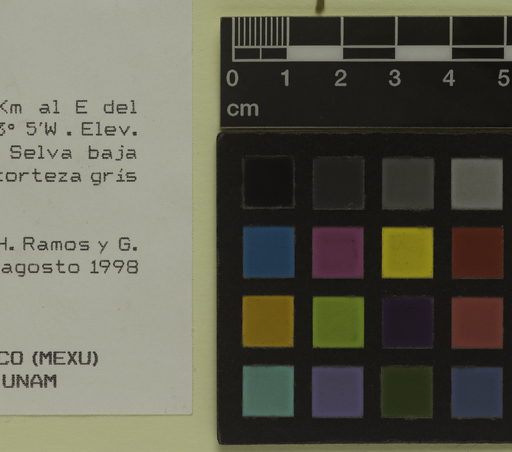 Km al E del
3° 5'W . Elev.
Selva baja
corteza gris
H. Ramos y G.
agosto 1998
CO (MEXU)
UNAM
0 1 2 3 4 5
cm